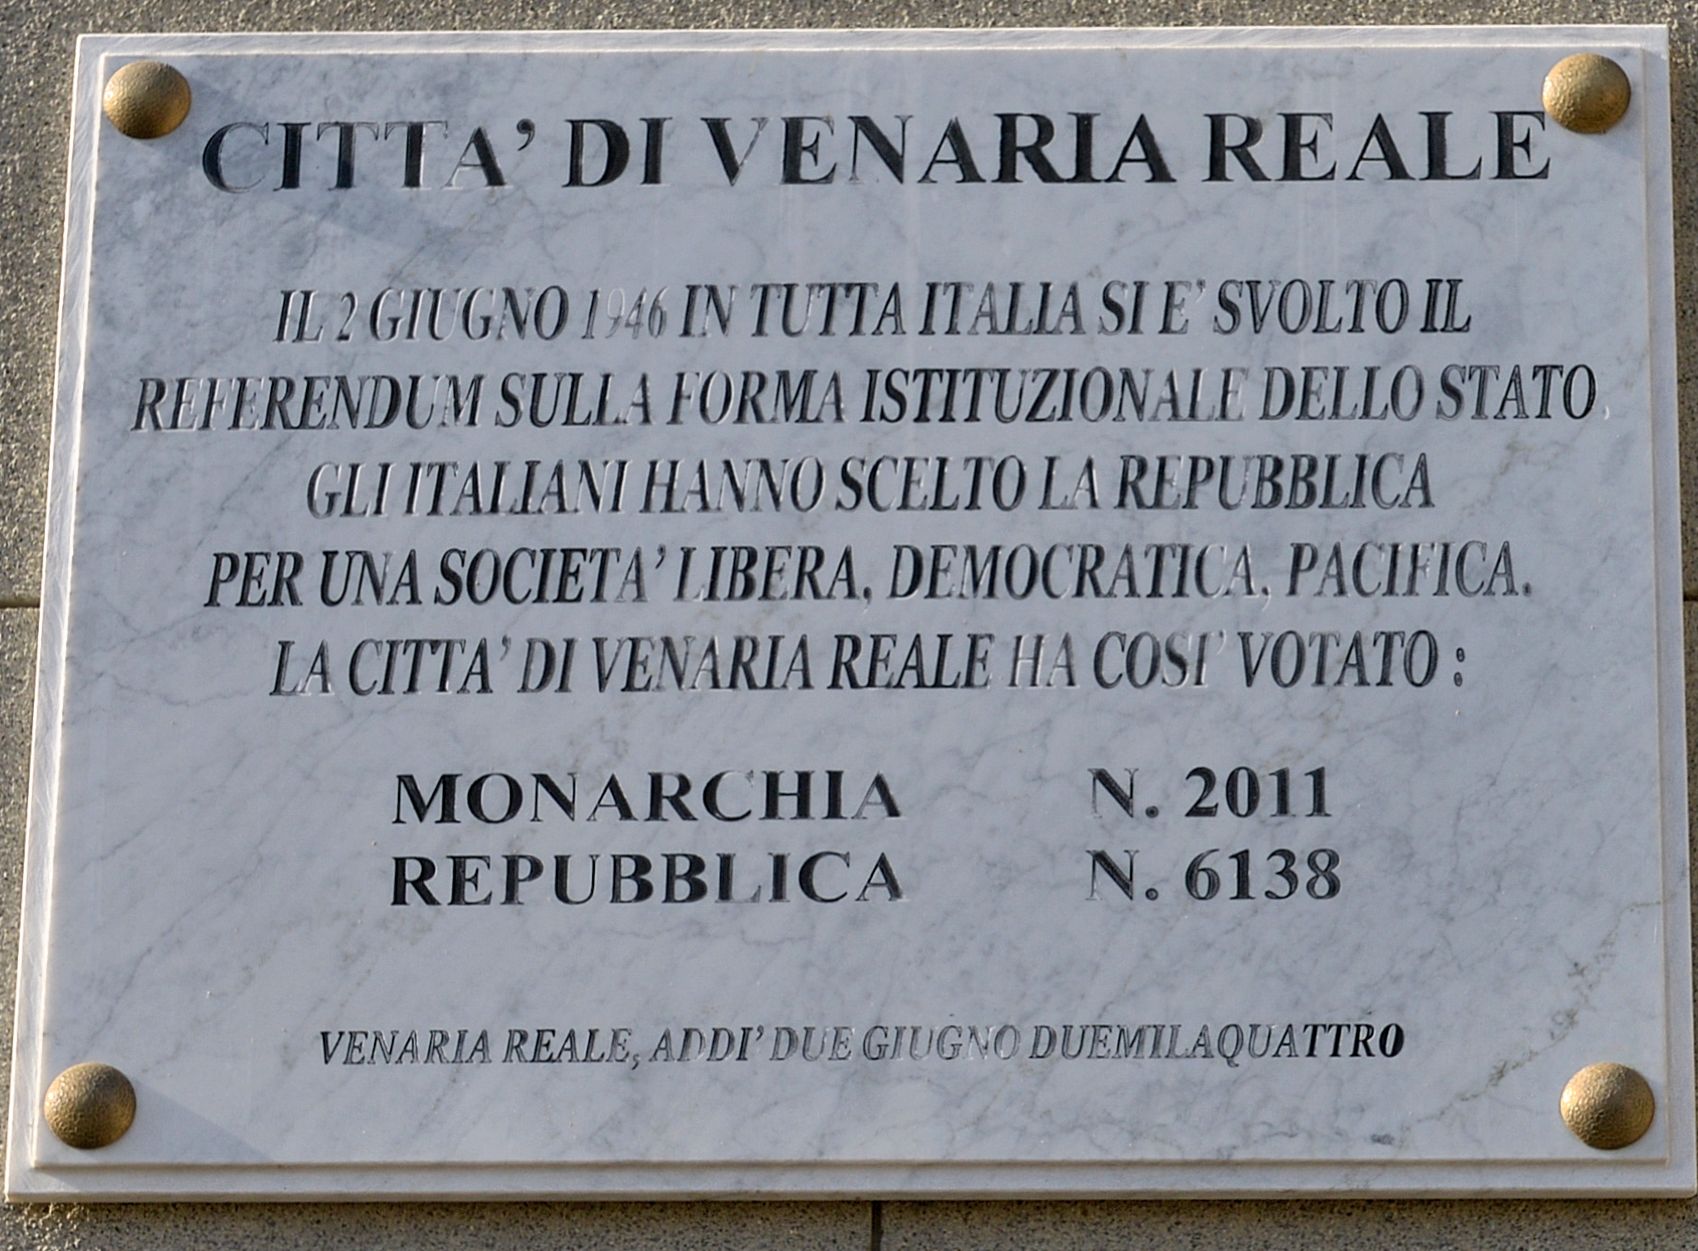 CITTA' DI VENARIA REALE
IL 2 GIUGNO 1946 IN TUTTA ITALIA SI E' SVOLTO IL
REFERENDUM SULLA FORMA ISTITUZIONALE DELLO STATO.
GLI ITALIANI HANNO SCELTO LA REPUBBLICA
PER UNA SOCIETA' LIBERA, DEMOCRATICA, PACIFICA.
LA CITTA' DI VENARIA REALE HA COSI' VOTATO :
MONARCHIA N. 2011
REPUBBLICA N. 6138
VENARIA REALE, ADDI' DUE GIUGNO DUEMILAQUATTRO